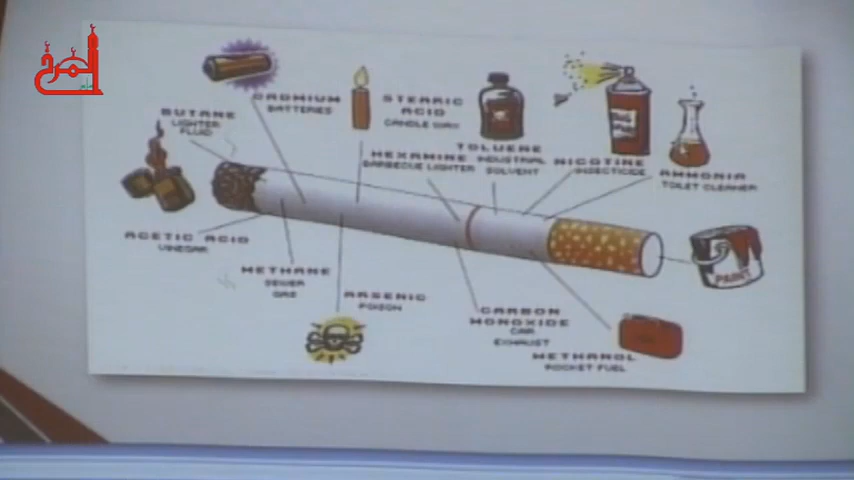 المرج
CADMIUM
BATTERIES
STEARIC
ACID
CANDLE WAX
BUTANE
LIGHTER
FLUID
HEXAMINE
BARBECUE LIGHTER
TOLUENE
INDUSTRIAL
SOLVENT
NICOTINE
INSECTICIDE
AMMONIA
TOILET CLEANER
ACETIC ACID
VINEGAR
METHANE
SEWER
GAS
ARSENIC
POISON
CARBON
MONOXIDE
CAR
EXHAUST
METHANOL
ROCKET FUEL
PAINT